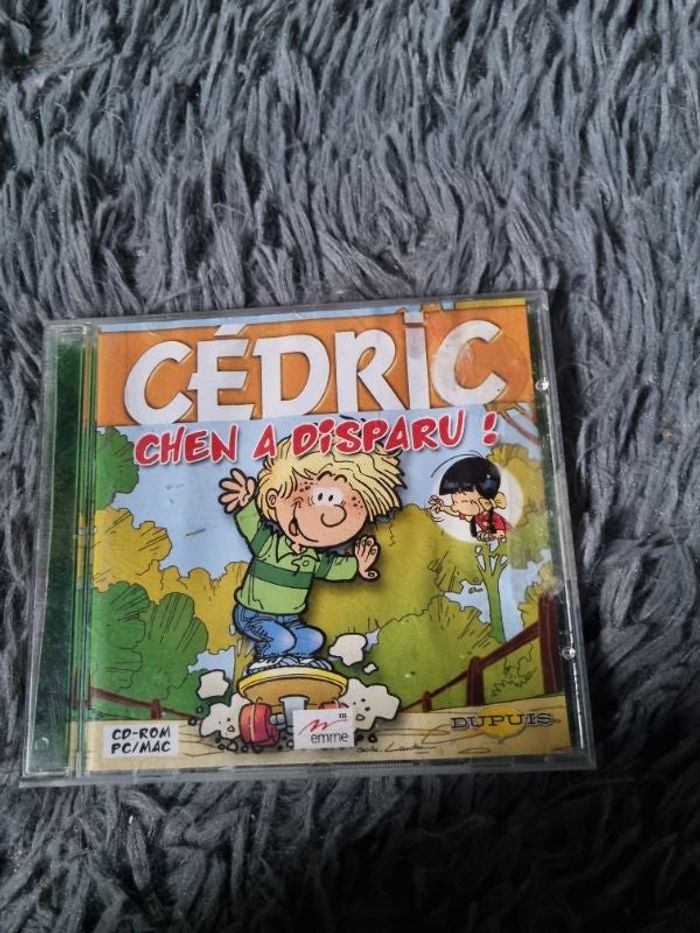 CÉDRIC
CHEN A DISPARU !
CD-ROM
PC/MAC
m
emme
DUPUIS